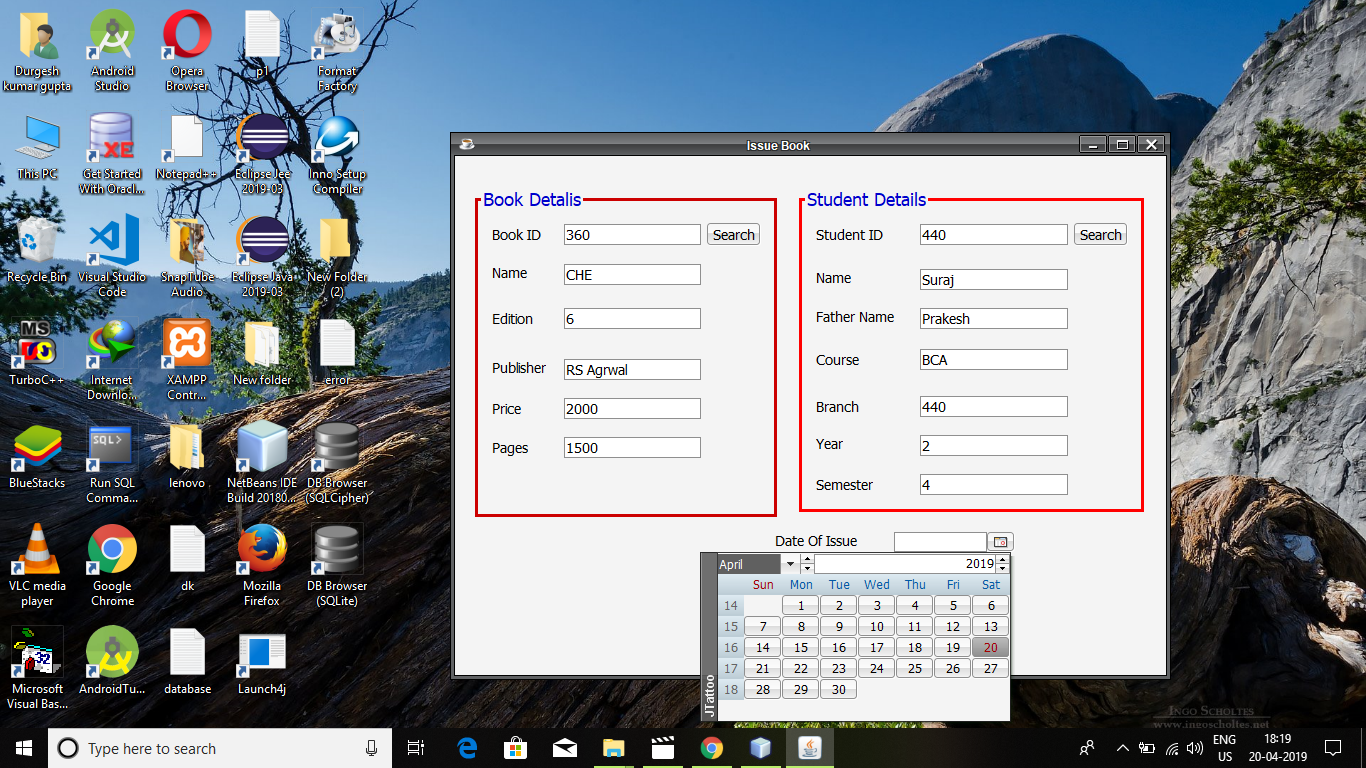 Durgesh
kumar gupta
Android
Studio
Opera
Browser
p1
Format
Factory
This PC
XE
Get Started
With Oracl...
Notepad++
Eclipse Jee
2019-03
Inno Setup
Compiler
Recycle Bin
Visual Studio
Code
SnapTube
Audio
Eclipse Java
2019-03
New Folder
(2)
MS
TurboC++
Internet
Downlo...
XAMPP
Contr...
New folder
error
BlueStacks
SQL>
Run SQL
Comma...
lenovo
NetBeans IDE
Build 20180...
DB Browser
(SQLCipher)
VLC media
player
Google
Chrome
dk
Mozilla
Firefox
DB Browser
(SQLite)
32
Microsoft
Visual Bas...
AndroidTu...
database
Launch4j
Issue Book
Book Detalis
Book ID 360 Search
Name CHE
Edition 6
Publisher RS Agrwal
Price 2000
Pages 1500
Student Details
Student ID 440 Search
Name Suraj
Father Name Prakesh
Course BCA
Branch 440
Year 2
Semester 4
Date Of Issue
JTattoo
April 2019
Sun Mon Tue Wed Thu Fri Sat
14 1 2 3 4 5 6
15 7 8 9 10 11 12 13
16 14 15 16 17 18 19 20
17 21 22 23 24 25 26 27
18 28 29 30
Ingo Scholtes
www.ingoscholtes.net
Type here to search
ENG
US
18:19
20-04-2019